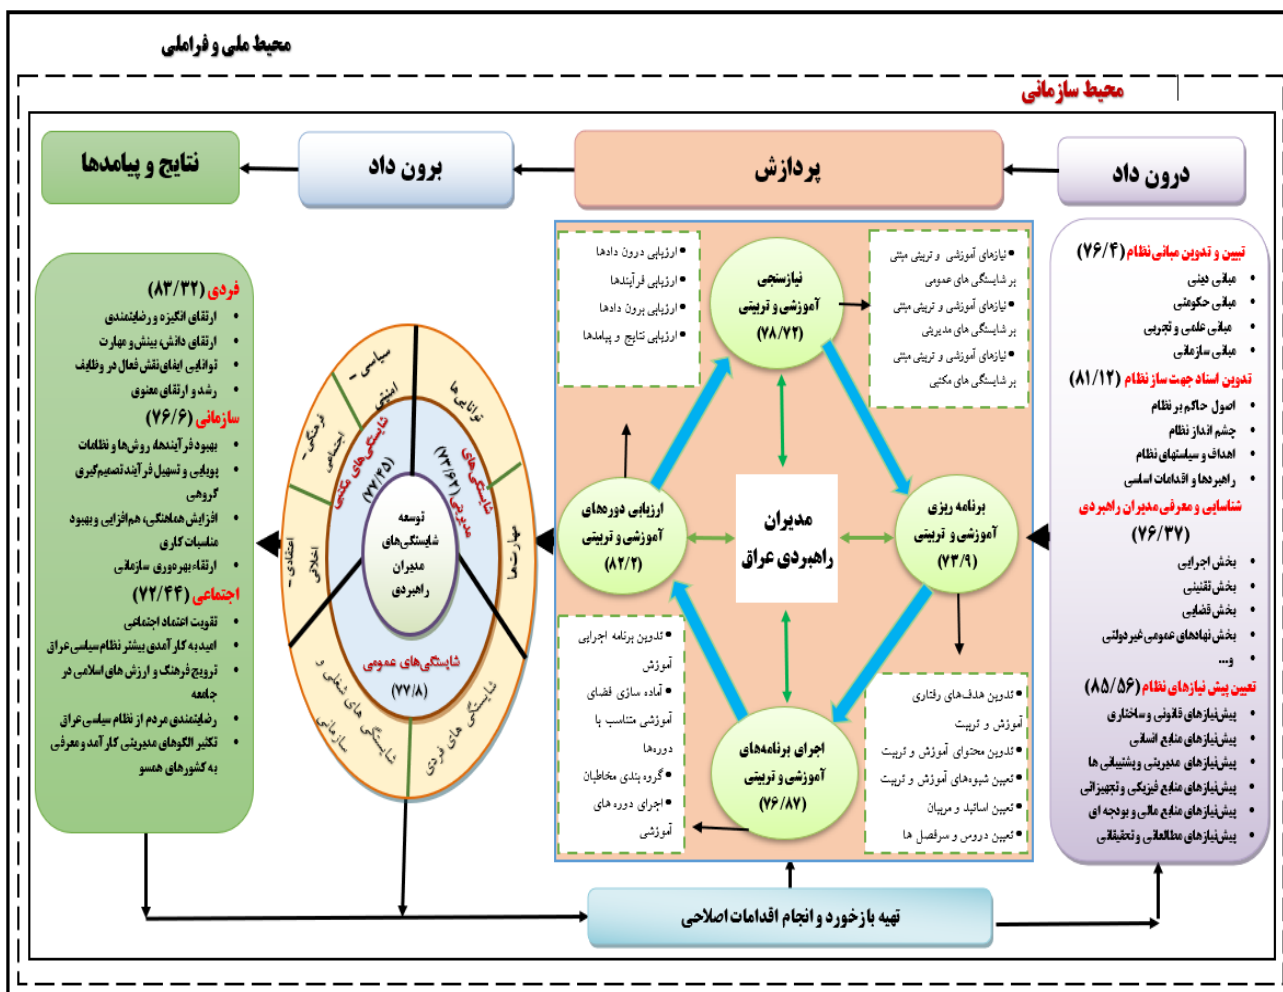 محیط ملی و فراملی
محیط سازمانی
درون داد
پردازش
برون داد
نتایج و پیامدها
تبیین و تدوین مبانی نظام (۷۶/۴)
مبانی دینی
مبانی حکومتی
مبانی علمی و تجربی
مبانی سازمانی
تدوین اسناد جهت ساز نظام (۸۱/۱۲)
اصول حاکم بر نظام
چشم انداز نظام
اهداف و سیاستهای نظام
راهبردها و اقدامات اساسی
شناسایی و معرفی مدیران راهبردی
(۷۶/۳۷)
بخش اجرایی
بخش تقنینی
بخش قضایی
بخش نهادهای عمومی غیردولتی
و...
تعیین پیش نیازهای نظام (۸۵/۵۶)
پیش‌نیازهای قانونی و ساختاری
پیش‌نیازهای منابع انسانی
پیش‌نیازهای مدیریتی و پشتیبانی ها
پیش‌نیازهای منابع فیزیکی و تجهیزاتی
پیش‌نیازهای منابع مالی و بودجه ای
پیش‌نیازهای مطالعاتی و تحقیقاتی
نیازهای آموزشی و تربیتی مبتنی
بر شایستگی های عمومی
نیازهای آموزشی و تربیتی مبتنی
بر شایستگی های مدیریتی
نیازهای آموزشی و تربیتی مبتنی
بر شایستگی های مکتبی
نیازسنجی
آموزشی و تربیتی
(۷۸/۷۲)
ارزیابی درون دادها
ارزیابی فرآیندها
ارزیابی برون دادها
ارزیابی نتایج و پیامدها
برنامه ریزی
آموزشی و تربیتی
(۷۳/۹)
مدیران
راهبردی عراق
ارزیابی دوره‌های
آموزشی و تربیتی
(۸۲/۲)
تدوین هدف‌های رفتاری
آموزش و تربیت
تدوین محتوای آموزش و تربیت
تعیین شیوه‌های آموزش و تربیت
تعیین اساتید و مربیان
تعیین دروس و سرفصل ها
اجرای برنامه‌های
آموزشی و تربیتی
(۷۶/۸۷)
تدوین برنامه اجرایی
آموزش
آماده سازی فضای
آموزشی متناسب با
دوره‌ها
گروه بندی مخاطبان
اجرای دوره های
آموزشی
توانایی‌ها
مهارت‌ها
شایستگی های فردی
شایستگی های شغلی و
سازمانی
اعتقادی -
اخلاقی
فرهنگی -
اجتماعی
سیاسی -
امنیتی
شایستگی‌های
مدیریتی (۷۳/۶۲)
شایستگی‌های مکتبی
(۷۷/۴۵)
شایستگی‌های عمومی
(۷۷/۸)
توسعه
شایستگی‌های
مدیران
راهبردی
فردی (۸۳/۳۲)
ارتقای انگیزه و رضایتمندی
ارتقای دانش، بینش و مهارت
توانایی ایفای نقش فعال در وظایف
رشد و ارتقای معنوی
سازمانی (۷۶/۶)
بهبود فرآیندها، روش‌ها و نظامات
پویایی و تسهیل فرآیند تصمیم‌گیری
گروهی
افزایش هماهنگی، هم‌افزایی و بهبود
مناسبات کاری
ارتقاء بهره‌وری سازمانی
اجتماعی (۷۲/۴۴)
تقویت اعتماد اجتماعی
امید به کارآمدی بیشتر نظام سیاسی عراق
ترویج فرهنگ و ارزش های اسلامی در
جامعه
رضایتمندی مردم از نظام سیاسی عراق
تکثیر الگوهای مدیریتی کارآمد و معرفی
به کشورهای همسو
تهیه بازخورد و انجام اقدامات اصلاحی